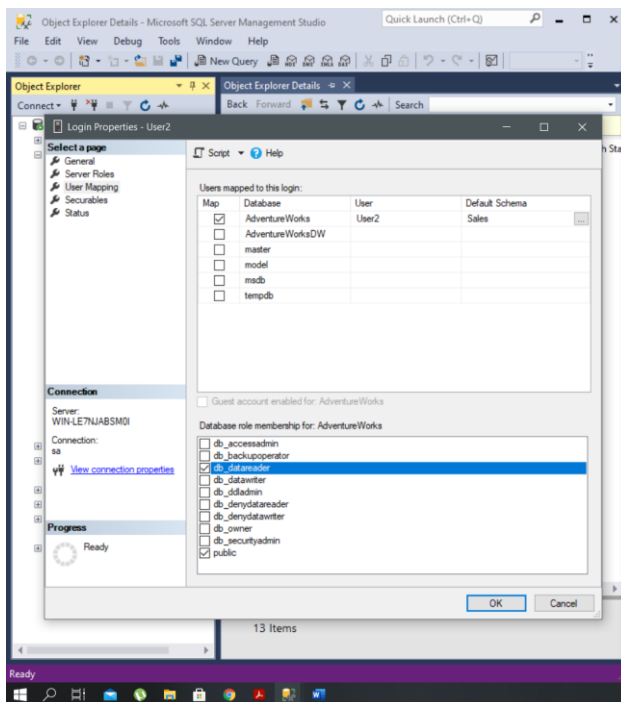 Object Explorer Details - Microsoft SQL Server Management Studio
Quick Launch (Ctrl+Q)
File Edit View Debug Tools Window Help
New Query
Object Explorer
Object Explorer Details
Connect
Back Forward Search
Login Properties - User2
Select a page
General
Server Roles
User Mapping
Securables
Status
Script Help
Users mapped to this login:
Map Database User Default Schema
AdventureWorks User2 Sales ...
AdventureWorksDW
master
model
msdb
tempdb
Guest account enabled for: AdventureWorks
Database role membership for: AdventureWorks
db_accessadmin
db_backupoperator
db_datareader
db_datawriter
db_ddladmin
db_denydatareader
db_denydatawriter
db_owner
db_securityadmin
public
Connection
Server:
WIN-LE7NJABSM0I
Connection:
sa
View connection properties
Progress
Ready
OK Cancel
13 Items
Ready